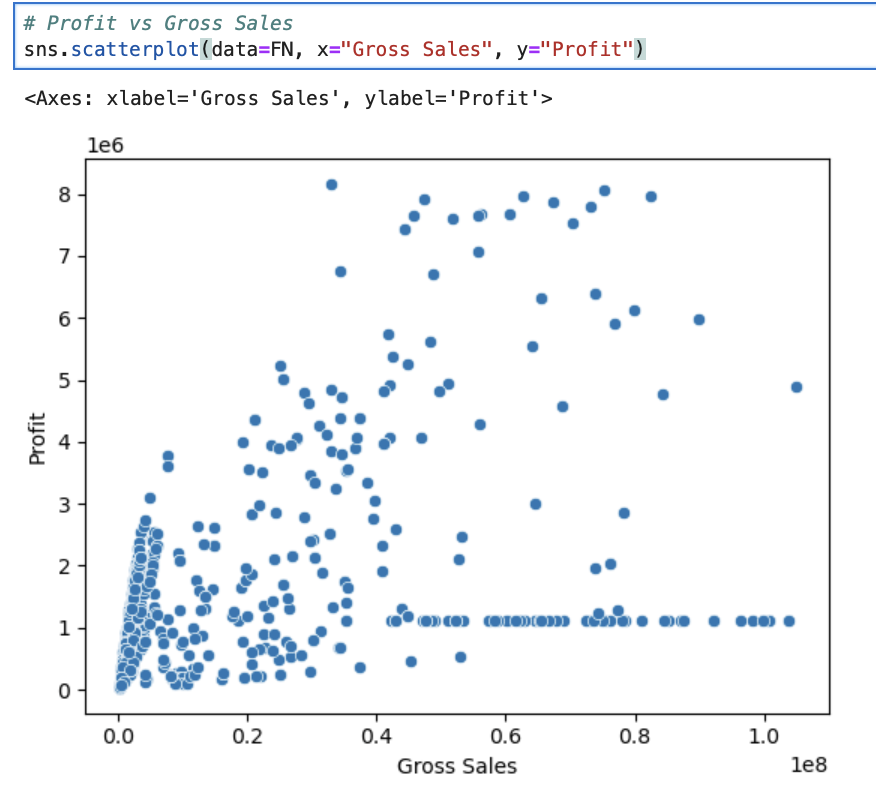 # Profit vs Gross Sales
sns.scatterplot(data=FN, x="Gross Sales", y="Profit")
<Axes: xlabel='Gross Sales', ylabel='Profit'>
1e6
8
7
6
5
4
3
2
1
0
Profit
0.0 0.2 0.4 0.6 0.8 1.0
1e8
Gross Sales